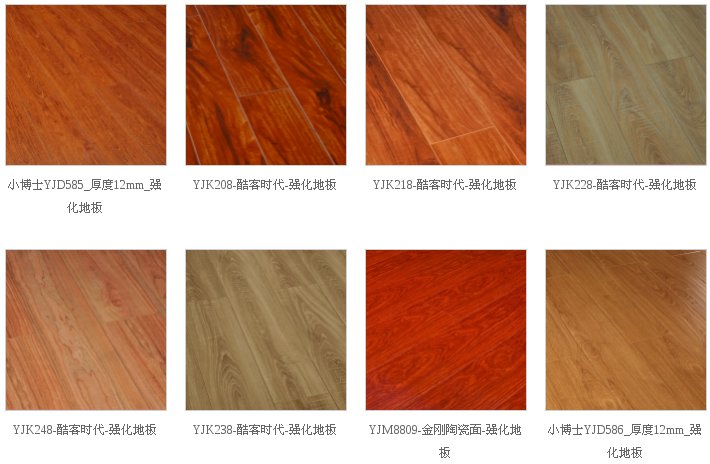 小博士YJD585_厚度12mm_强
化地板
YJK208-酷客时代-强化地板
YJK218-酷客时代-强化地板
YJK228-酷客时代-强化地板
YJK248-酷客时代-强化地板
YJK238-酷客时代-强化地板
YJM8809-金刚陶瓷面-强化地
板
小博士YJD586_厚度12mm_强
化地板